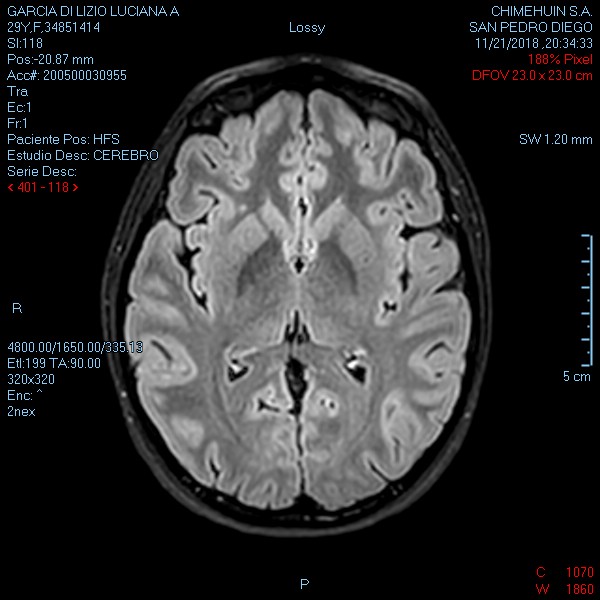 GARCIA DI LIZIO LUCIANA A
29Y,F,34851414
Sl:118
Pos:-20.87 mm
Acc#: 200500030955
Tra
Ec:1
Fr:1
Paciente Pos: HFS
Estudio Desc: CEREBRO
Serie Desc:
< 401 - 118 >
Lossy
CHIMEHUIN S.A.
SAN PEDRO DIEGO
11/21/2018 ,20:34:33
188% Pixel
DFOV 23.0 x 23.0 cm
SW 1.20 mm
R
5 cm
4800.00/1650.00/335.13
Etl:199 TA:90.00
320x320
Enc: ^
2nex
P
C 1070
W 1860